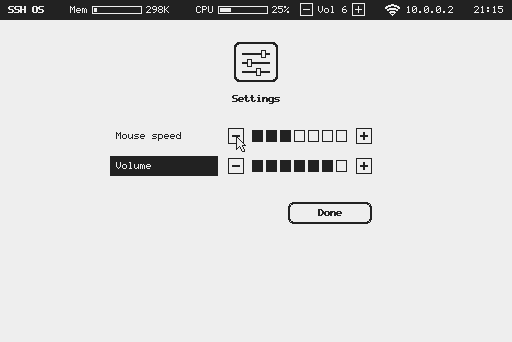 SSH OS Mem 298K CPU 25% − Vol 6 + 10.0.0.2 21:15
Settings
Mouse speed − +
Volume − +
Done